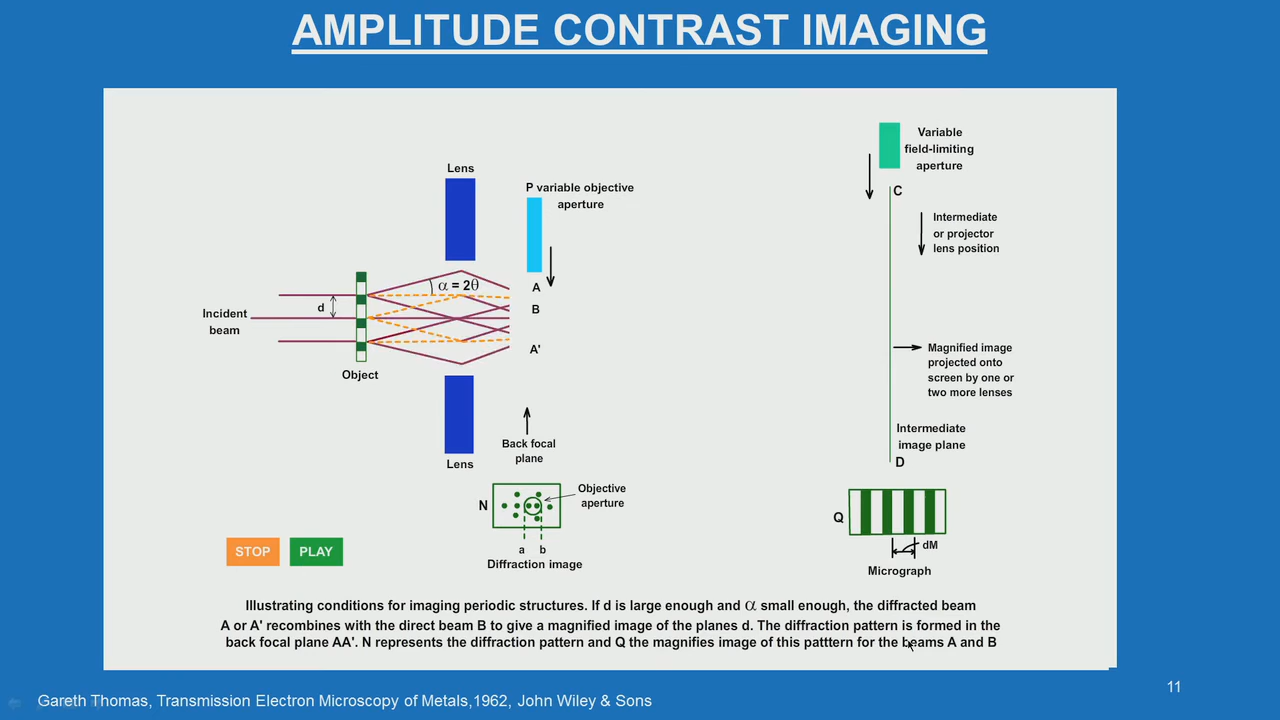 AMPLITUDE CONTRAST IMAGING
Lens
P variable objective
aperture
Variable
field-limiting
aperture
C
Intermediate
or projector
lens position
α = 2θ
A
B
A'
d
Incident
beam
Object
Magnified image
projected onto
screen by one or
two more lenses
Back focal
plane
Intermediate
image plane
D
Lens
N
Objective
aperture
a b
Diffraction image
Q
dM
Micrograph
STOP
PLAY
Illustrating conditions for imaging periodic structures. If d is large enough and α small enough, the diffracted beam
A or A' recombines with the direct beam B to give a magnified image of the planes d. The diffraction pattern is formed in the
back focal plane AA'. N represents the diffraction pattern and Q the magnifies image of this patttern for the beams A and B
Gareth Thomas, Transmission Electron Microscopy of Metals,1962, John Wiley & Sons
11